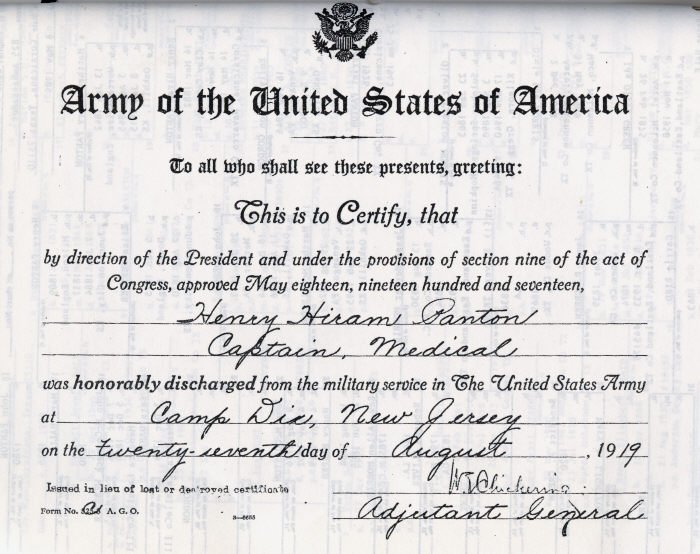 Army of the United States of America
To all who shall see these presents, greeting:
This is to Certify, that
by direction of the President and under the provisions of section nine of the act of
Congress, approved May eighteen, nineteen hundred and seventeen,
Henry Hiram Panton
Captain, Medical
was honorably discharged from the military service in The United States Army
at Camp Dix, New Jersey
on the twenty-seventh day of August, 1919
Issued in lieu of lost or destroyed certificate
Form No. A. G. O.
Adjutant General